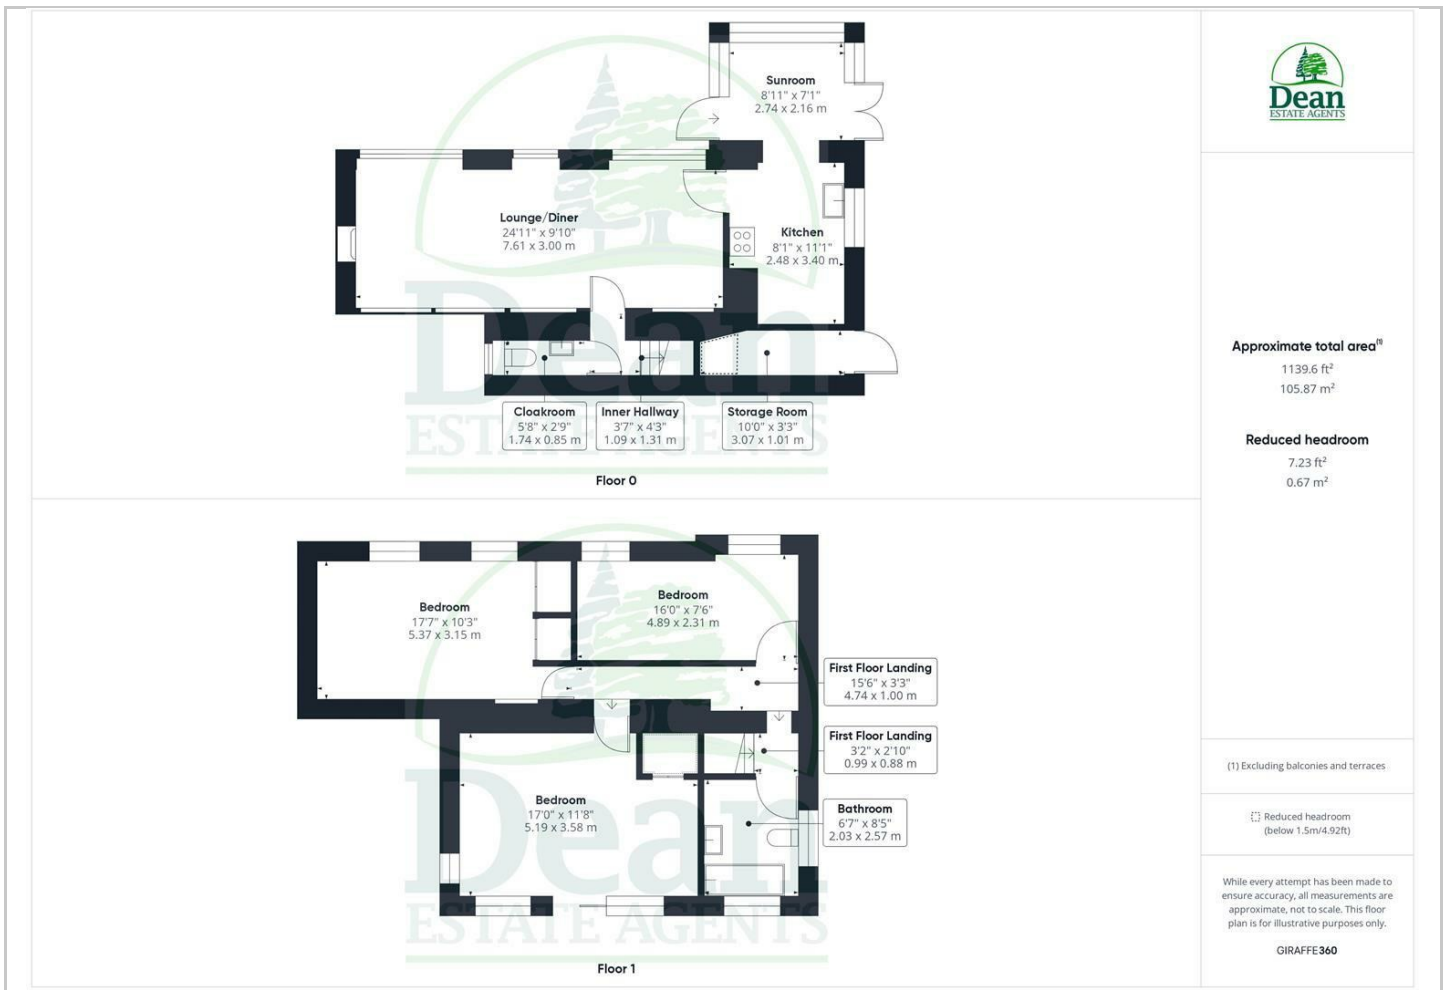 Sunroom
8'11" x 7'1"
2.74 x 2.16 m
Lounge/Diner
24'11" x 9'10"
7.61 x 3.00 m
Kitchen
8'1" x 11'1"
2.48 x 3.40 m
Cloakroom
5'8" x 2'9"
1.74 x 0.85 m
Inner Hallway
3'7" x 4'3"
1.09 x 1.31 m
Storage Room
10'0" x 3'3"
3.07 x 1.01 m
Dean
ESTATE AGENTS
Floor 0
Bedroom
17'7" x 10'3"
5.37 x 3.15 m
Bedroom
16'0" x 7'6"
4.89 x 2.31 m
First Floor Landing
15'6" x 3'3"
4.74 x 1.00 m
First Floor Landing
3'2" x 2'10"
0.99 x 0.88 m
Bedroom
17'0" x 11'8"
5.19 x 3.58 m
Bathroom
6'7" x 8'5"
2.03 x 2.57 m
Dean
ESTATE AGENTS
Floor 1
Dean
ESTATE AGENTS
Approximate total area(1)
1139.6 ft²
105.87 m²
Reduced headroom
7.23 ft²
0.67 m²
(1) Excluding balconies and terraces
Reduced headroom
(below 1.5m/4.92ft)
While every attempt has been made to
ensure accuracy, all measurements are
approximate, not to scale. This floor
plan is for illustrative purposes only.
GIRAFFE360